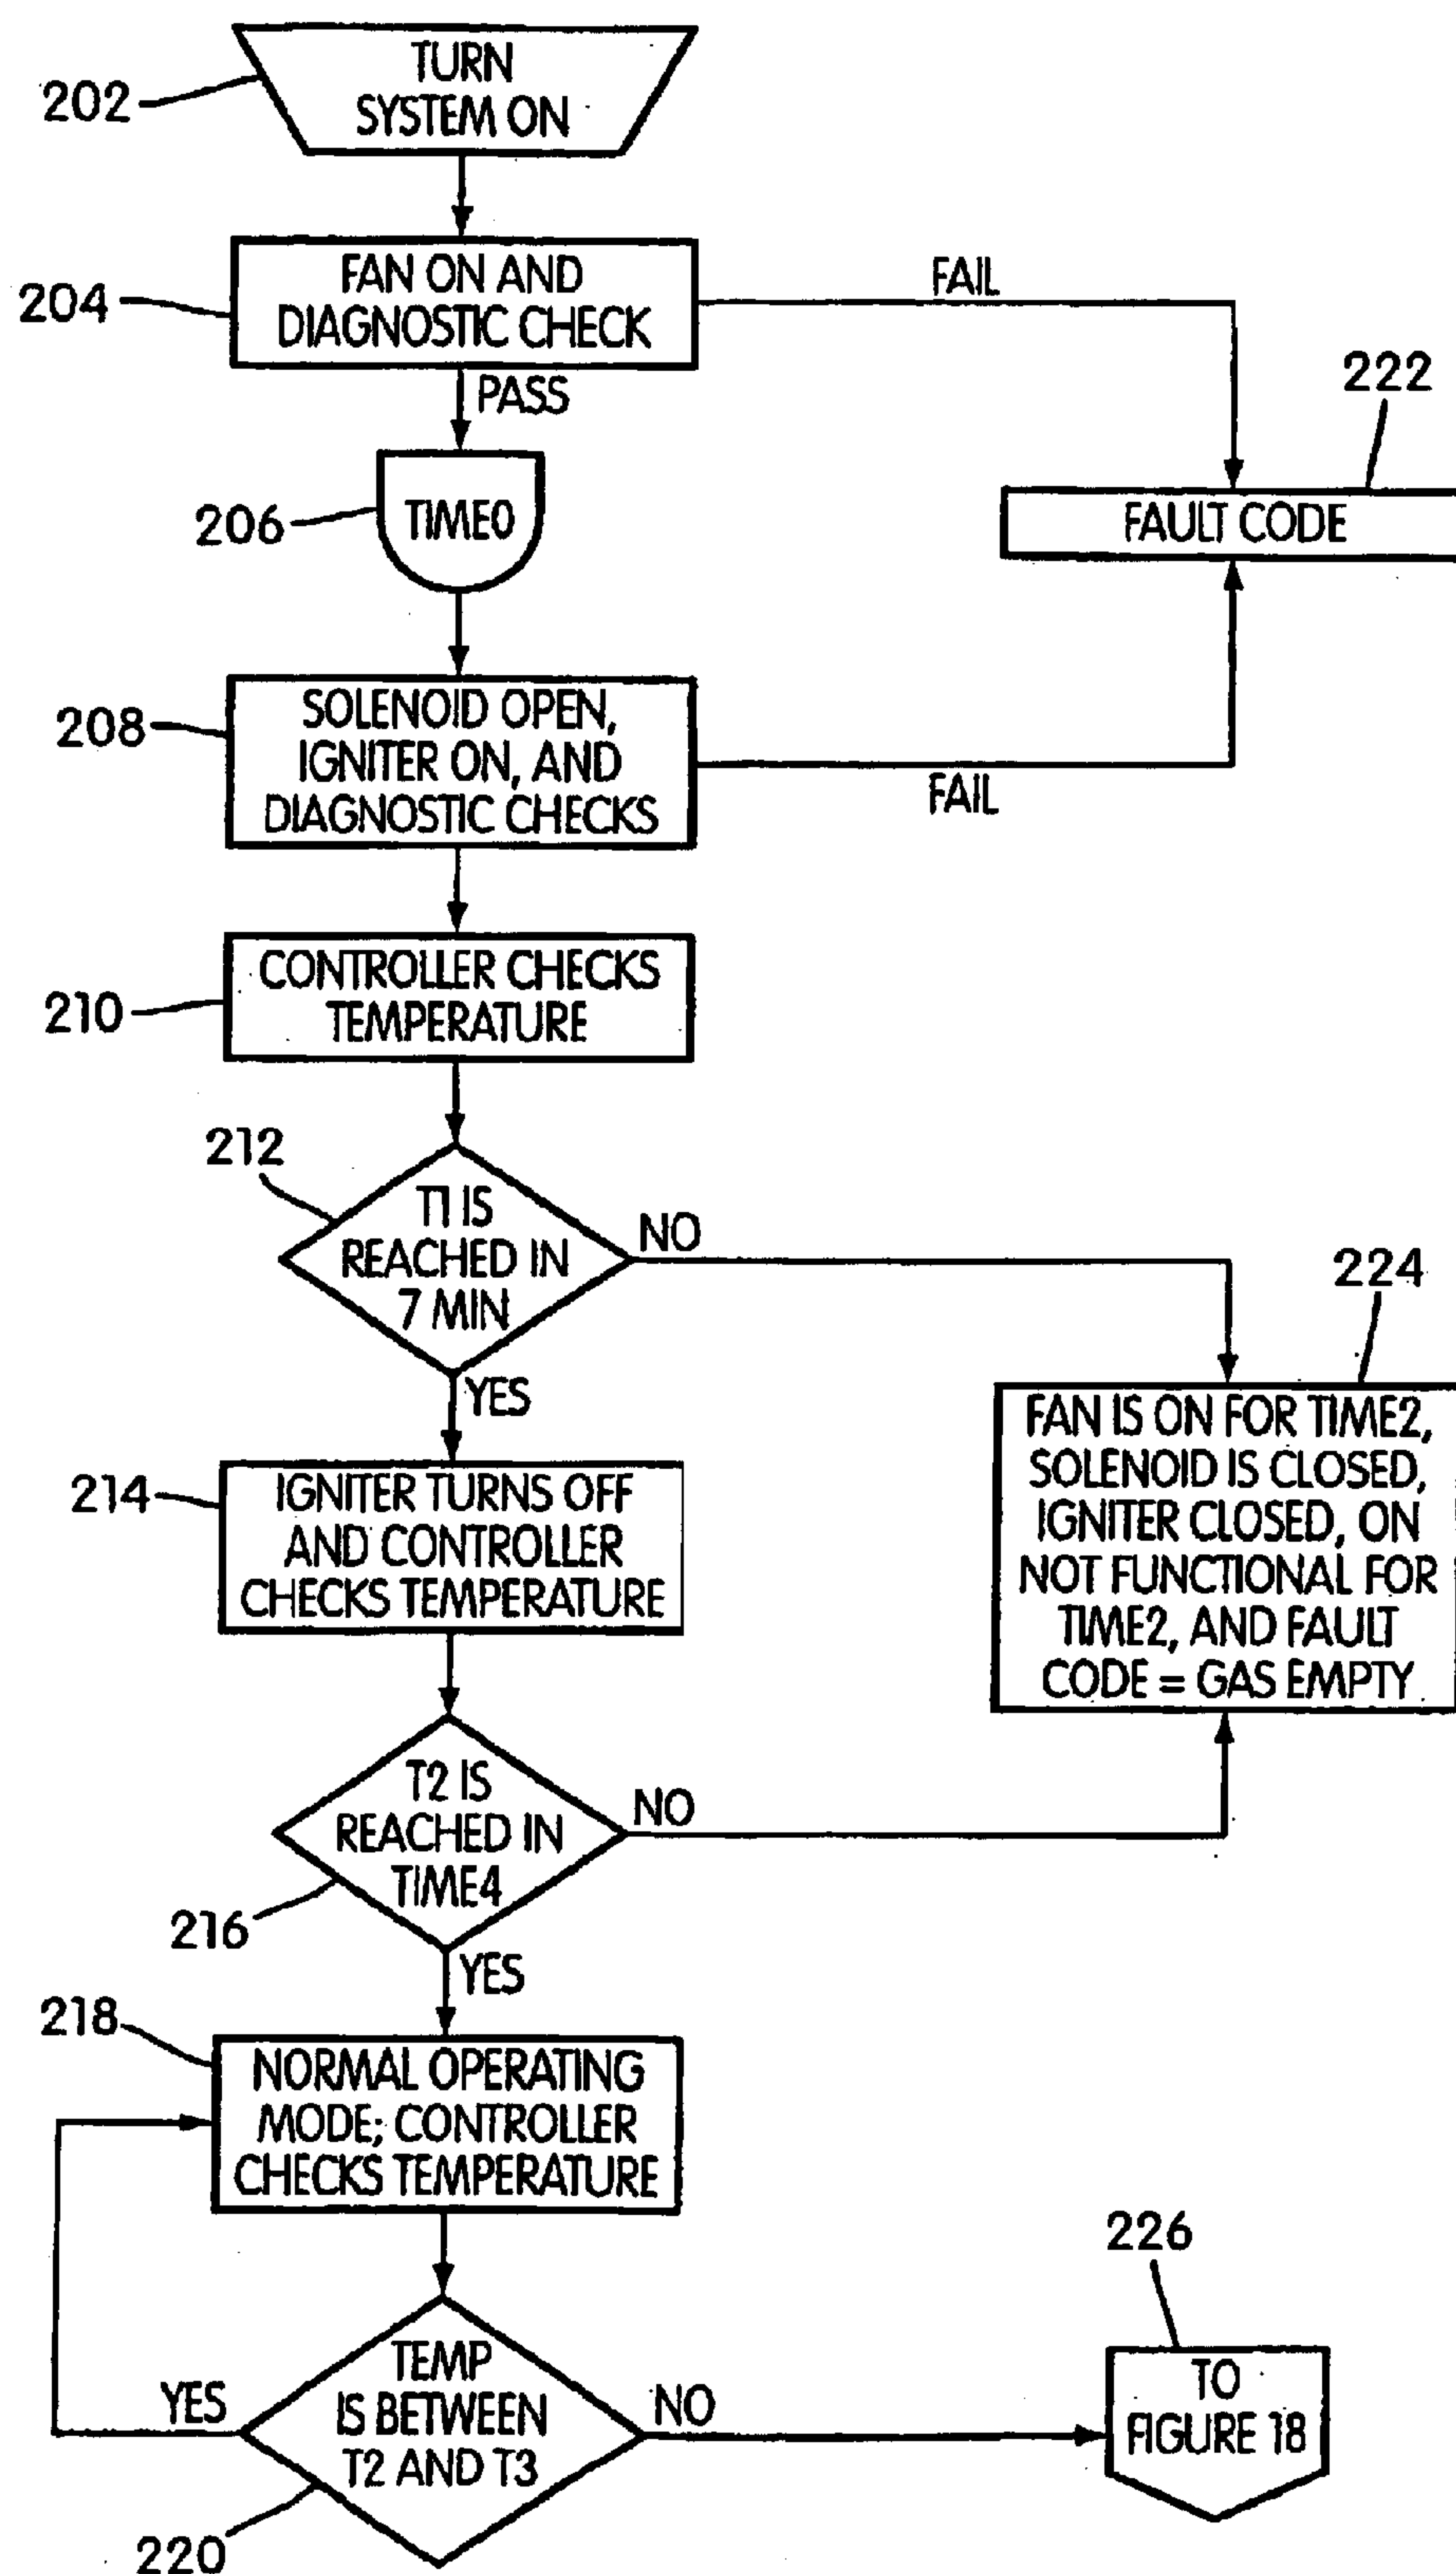 202
TURN
SYSTEM ON
204
FAN ON AND
DIAGNOSTIC CHECK
FAIL
PASS
222
FAULT CODE
206
TIME0
208
SOLENOID OPEN,
IGNITER ON, AND
DIAGNOSTIC CHECKS
FAIL
210
CONTROLLER CHECKS
TEMPERATURE
212
T1 IS
REACHED IN
7 MIN
NO
YES
224
FAN IS ON FOR TIME2,
SOLENOID IS CLOSED,
IGNITER CLOSED, ON
NOT FUNCTIONAL FOR
TIME2, AND FAULT
CODE = GAS EMPTY
214
IGNITER TURNS OFF
AND CONTROLLER
CHECKS TEMPERATURE
216
T2 IS
REACHED IN
TIME4
NO
YES
218
NORMAL OPERATING
MODE; CONTROLLER
CHECKS TEMPERATURE
220
TEMP
IS BETWEEN
T2 AND T3
YES
NO
226
TO
FIGURE 18